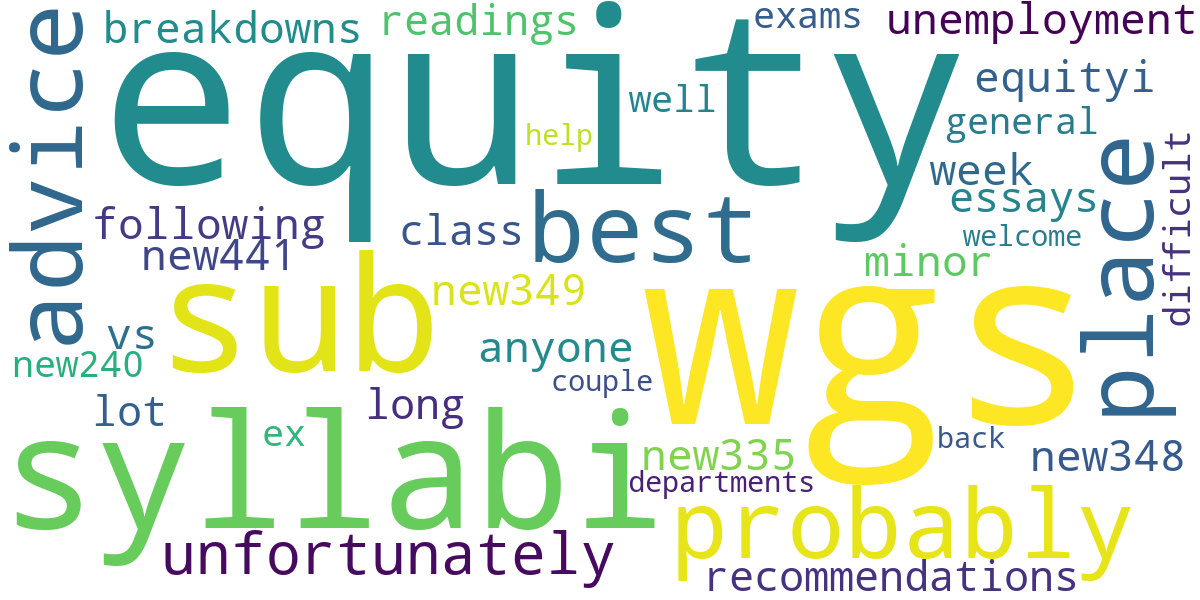 breakdowns
readings
exams
unemployment
advice
equity
equityi
well
general
help
place
difficult
week
essays
following
class
best
welcome
new441
minor
sub
new349
wgs
vs
anyone
new240
couple
lot
long
syllabi
ex
back
new335
new348
departments
probably
unfortunately
recommendations